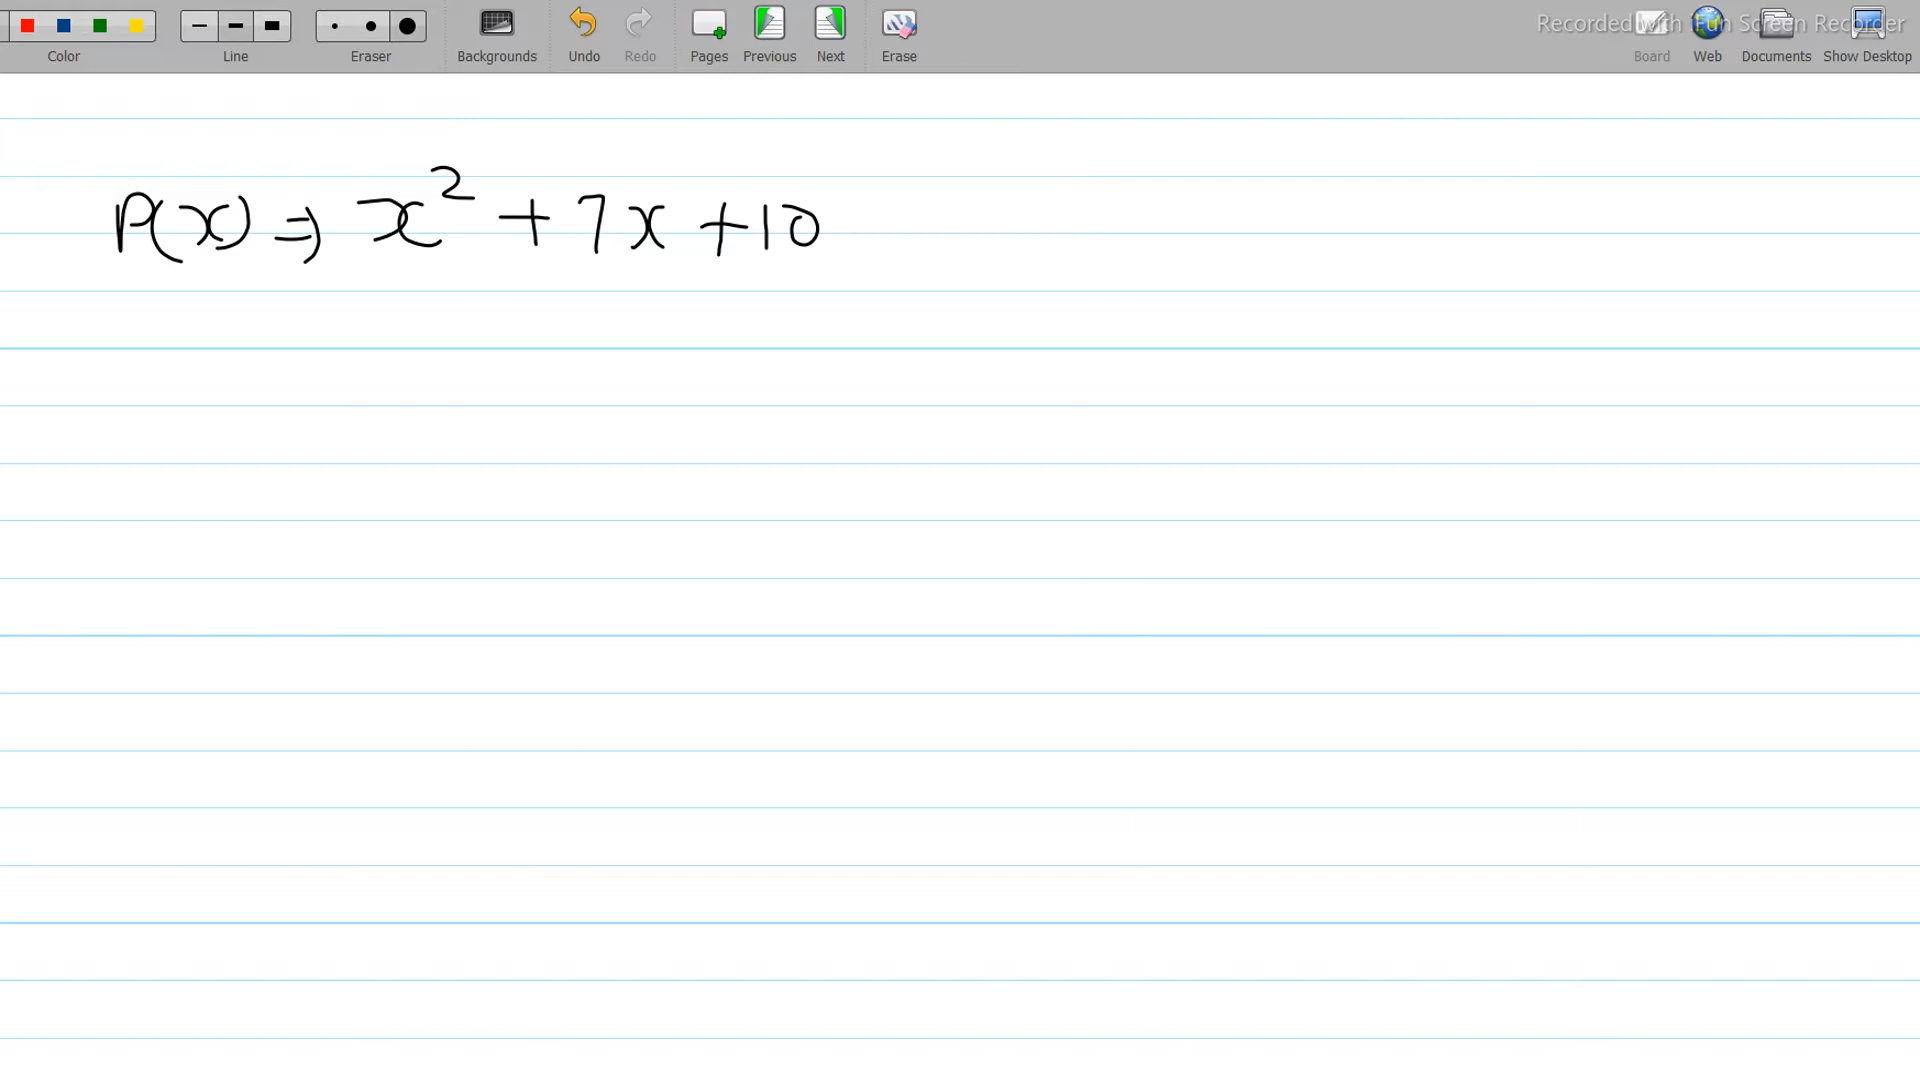 Recorded with iFun Screen Recorder
Color Line Eraser Backgrounds Undo Redo Pages Previous Next Erase Board Web Documents Show Desktop
P(x) ⇒ x² + 7x + 10